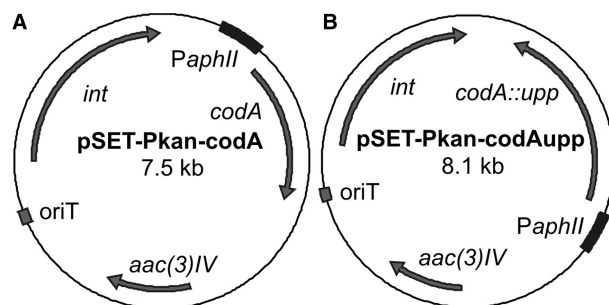 A
PaphII
int
codA
pSET-Pkan-codA
7.5 kb
oriT
aac(3)IV
B
int
codA::upp
pSET-Pkan-codAupp
8.1 kb
oriT
PaphII
aac(3)IV